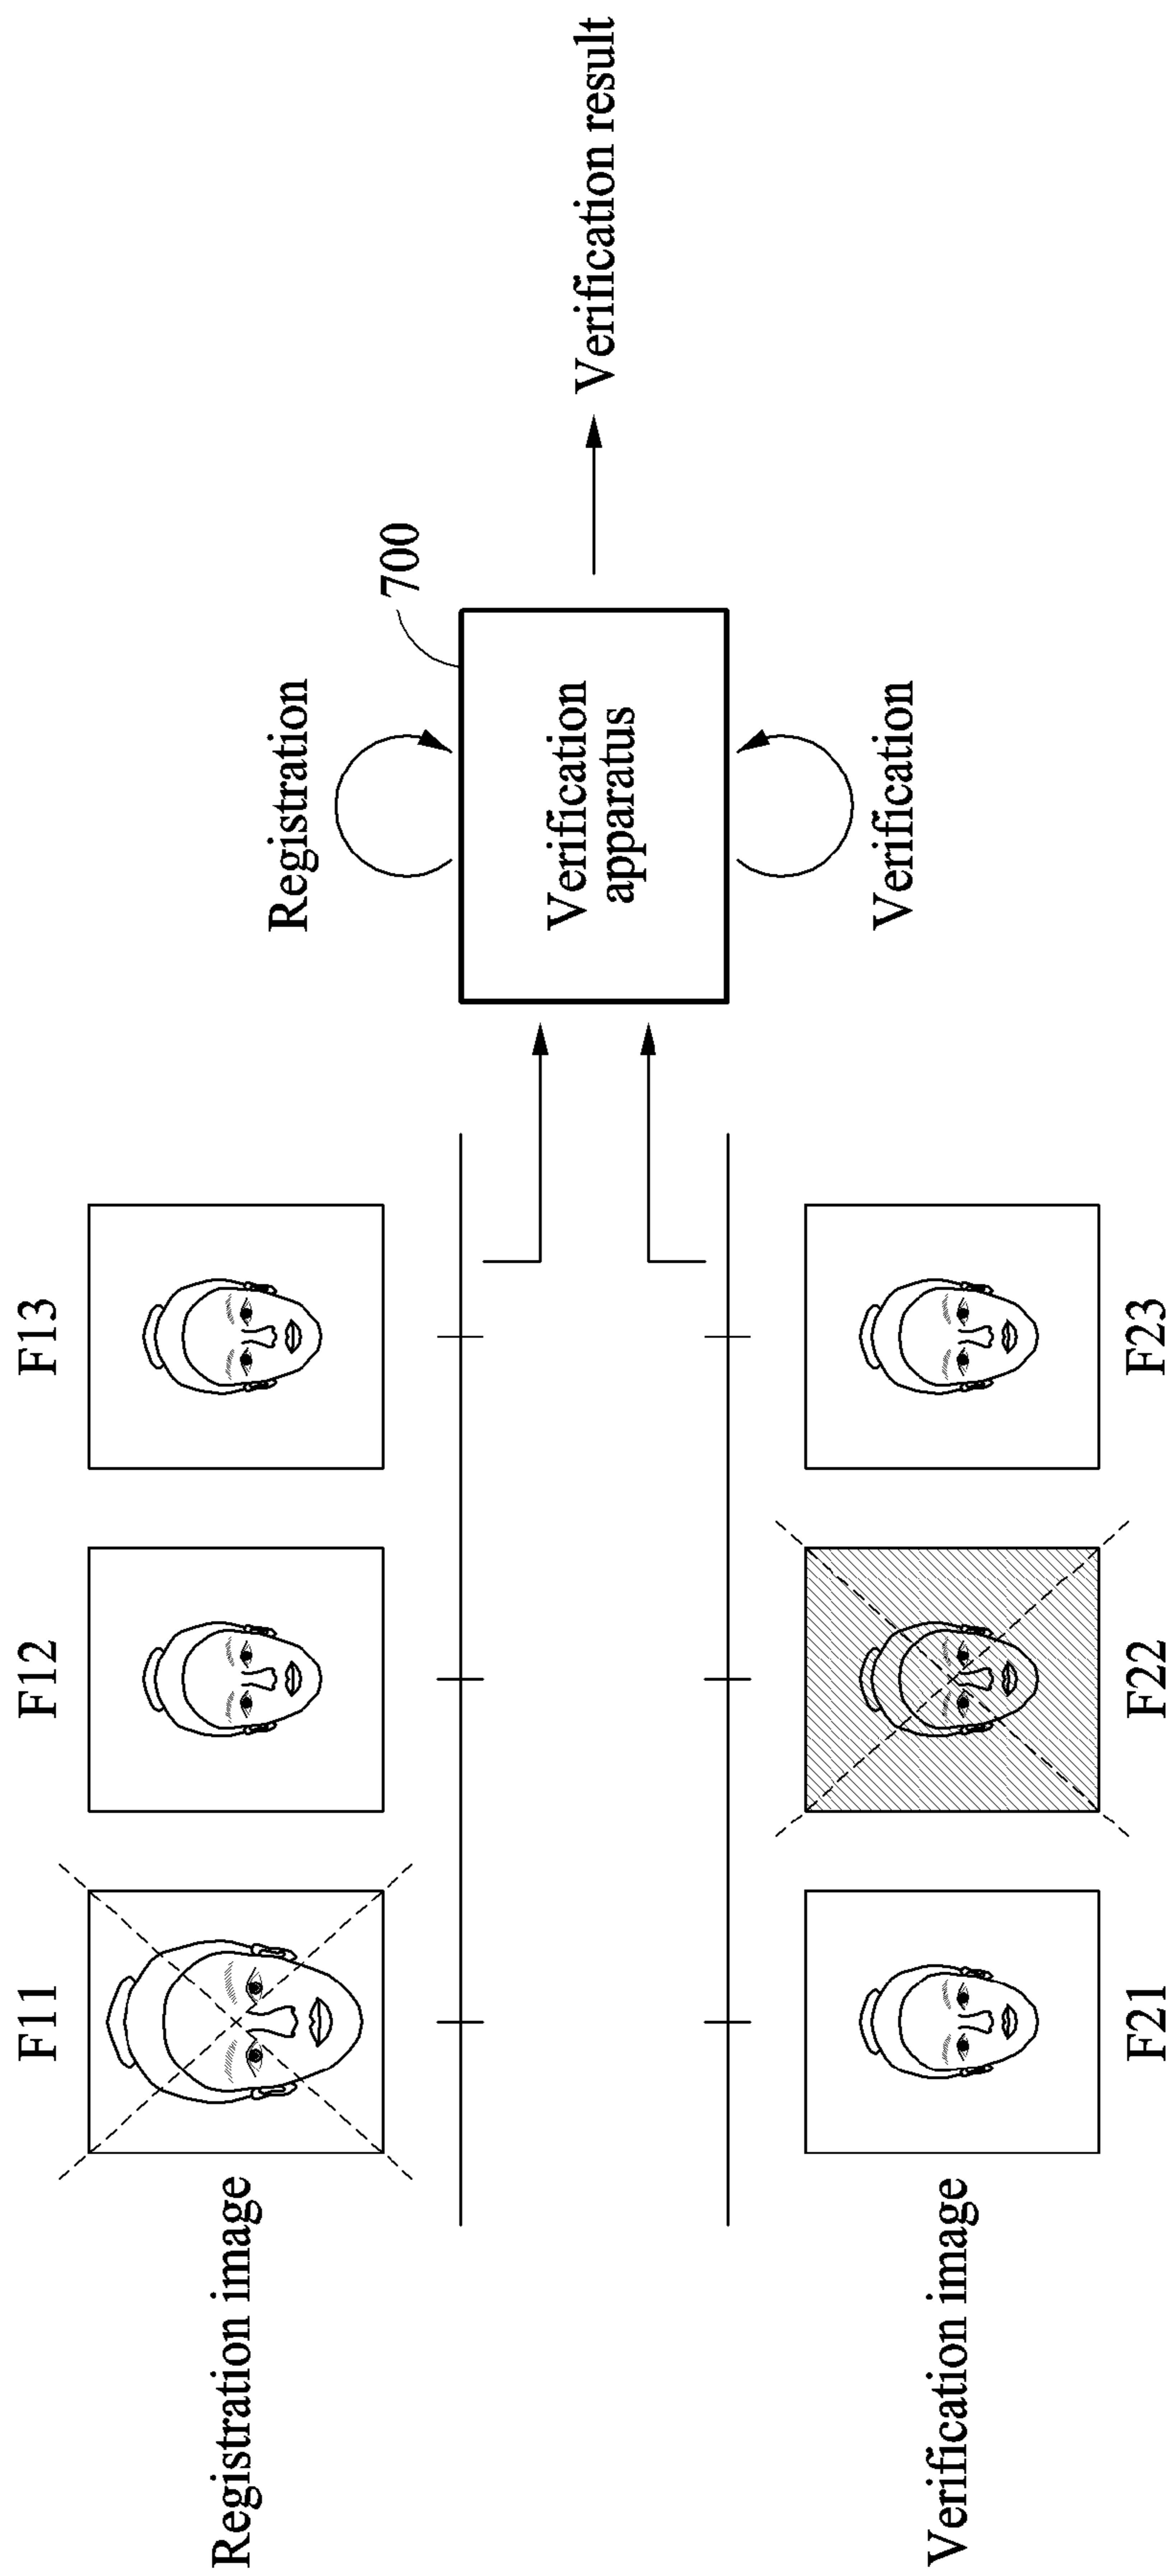 F11
F12
F13
Registration image
Registration
700
Verification
apparatus
Verification result
Verification
Verification image
F21
F22
F23